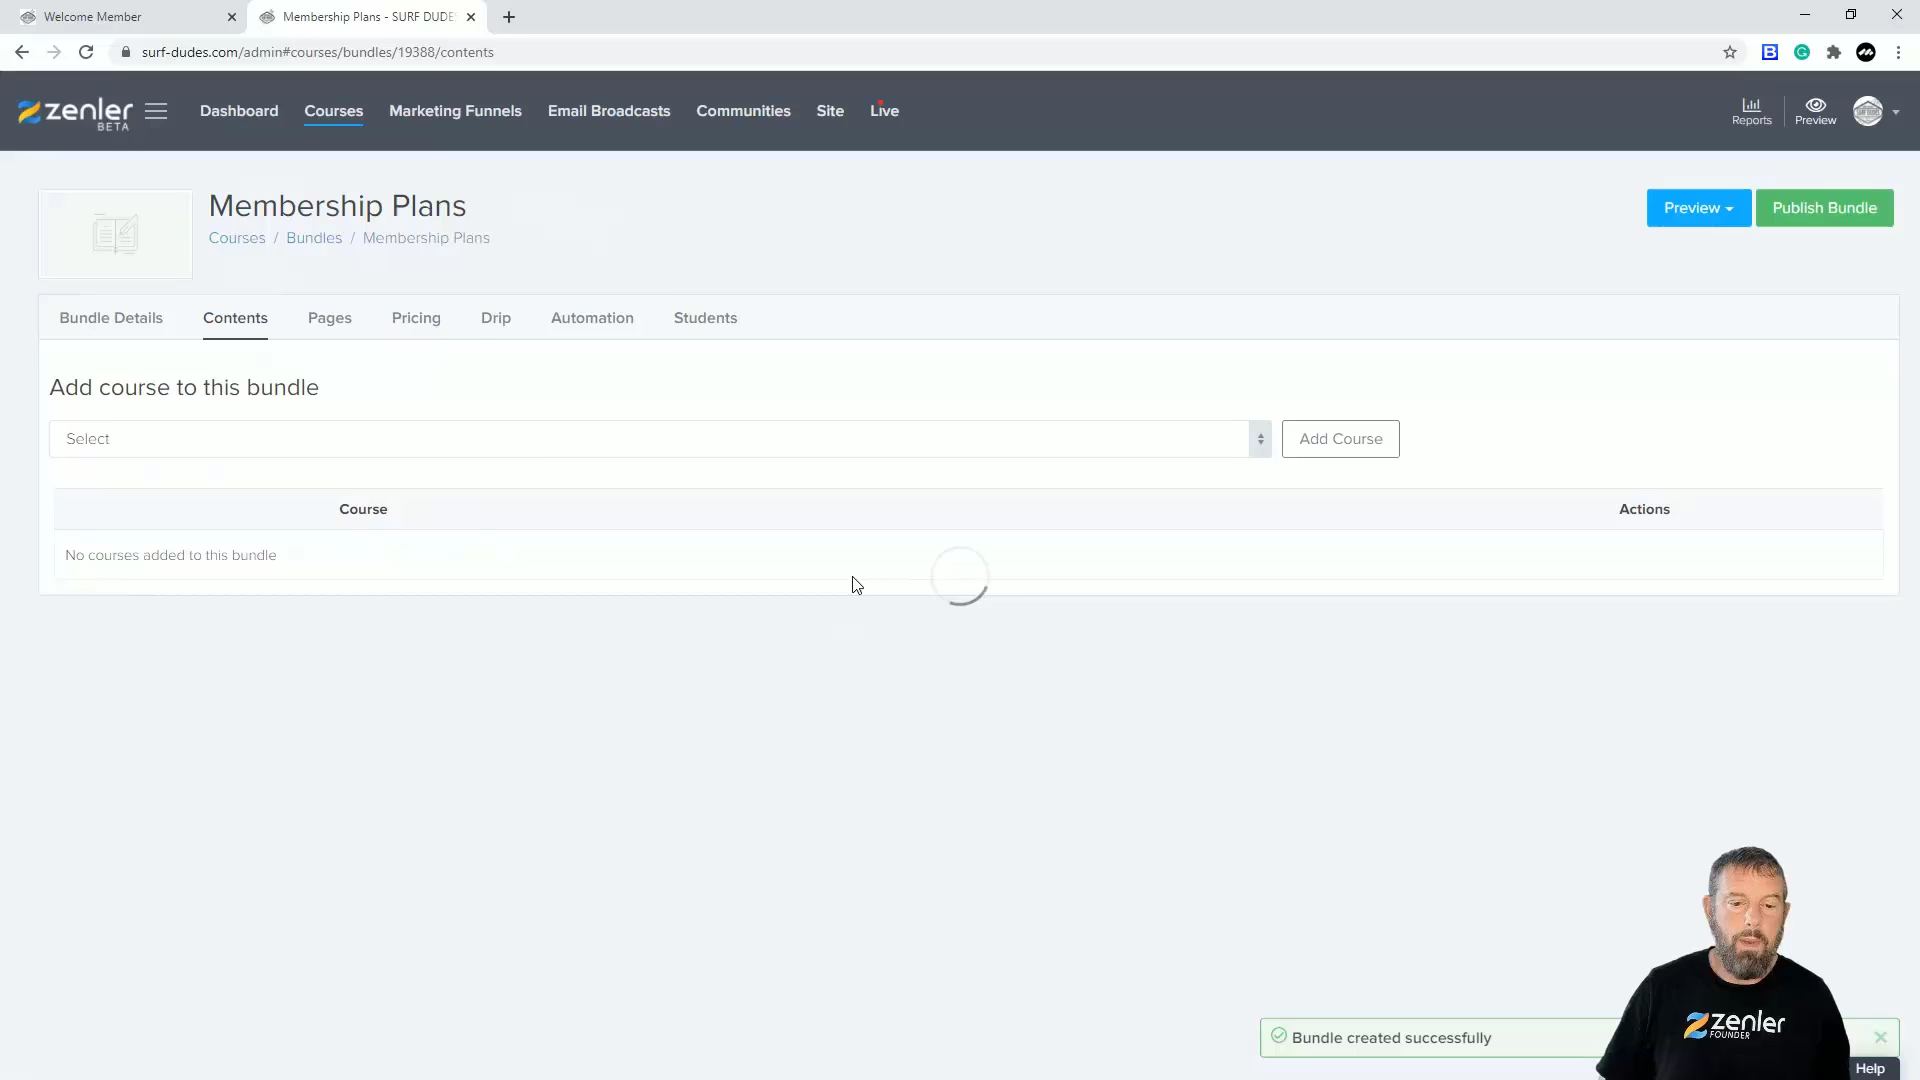 Welcome Member
Membership Plans - SURF DUDE
surf-dudes.com/admin#courses/bundles/19388/contents
zenler
BETA
Dashboard
Courses
Marketing Funnels
Email Broadcasts
Communities
Site
Live
Reports
Preview
Membership Plans
Courses / Bundles / Membership Plans
Preview
Publish Bundle
Bundle Details
Contents
Pages
Pricing
Drip
Automation
Students
Add course to this bundle
Select
Add Course
Course
Actions
No courses added to this bundle
Bundle created successfully
zenler
FOUNDER
Help